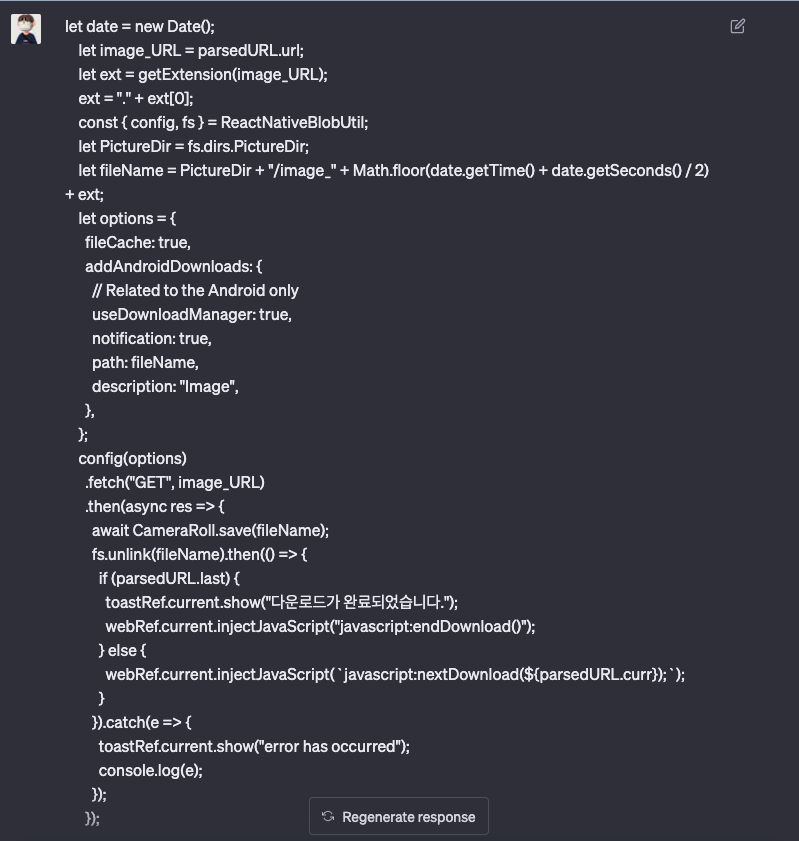 let date = new Date();
let image_URL = parsedURL.url;
let ext = getExtension(image_URL);
ext = "." + ext[0];
const { config, fs } = ReactNativeBlobUtil;
let PictureDir = fs.dirs.PictureDir;
let fileName = PictureDir + "/image_" + Math.floor(date.getTime() + date.getSeconds() / 2)
+ ext;
let options = {
fileCache: true,
addAndroidDownloads: {
// Related to the Android only
useDownloadManager: true,
notification: true,
path: fileName,
description: "Image",
},
};
config(options)
.fetch("GET", image_URL)
.then(async res => {
await CameraRoll.save(fileName);
fs.unlink(fileName).then(() => {
if (parsedURL.last) {
toastRef.current.show("다운로드가 완료되었습니다.");
webRef.current.injectJavaScript("javascript:endDownload()");
} else {
webRef.current.injectJavaScript(`javascript:nextDownload(${parsedURL.curr});`);
}
}).catch(e => {
toastRef.current.show("error has occurred");
console.log(e);
});
});
Regenerate response